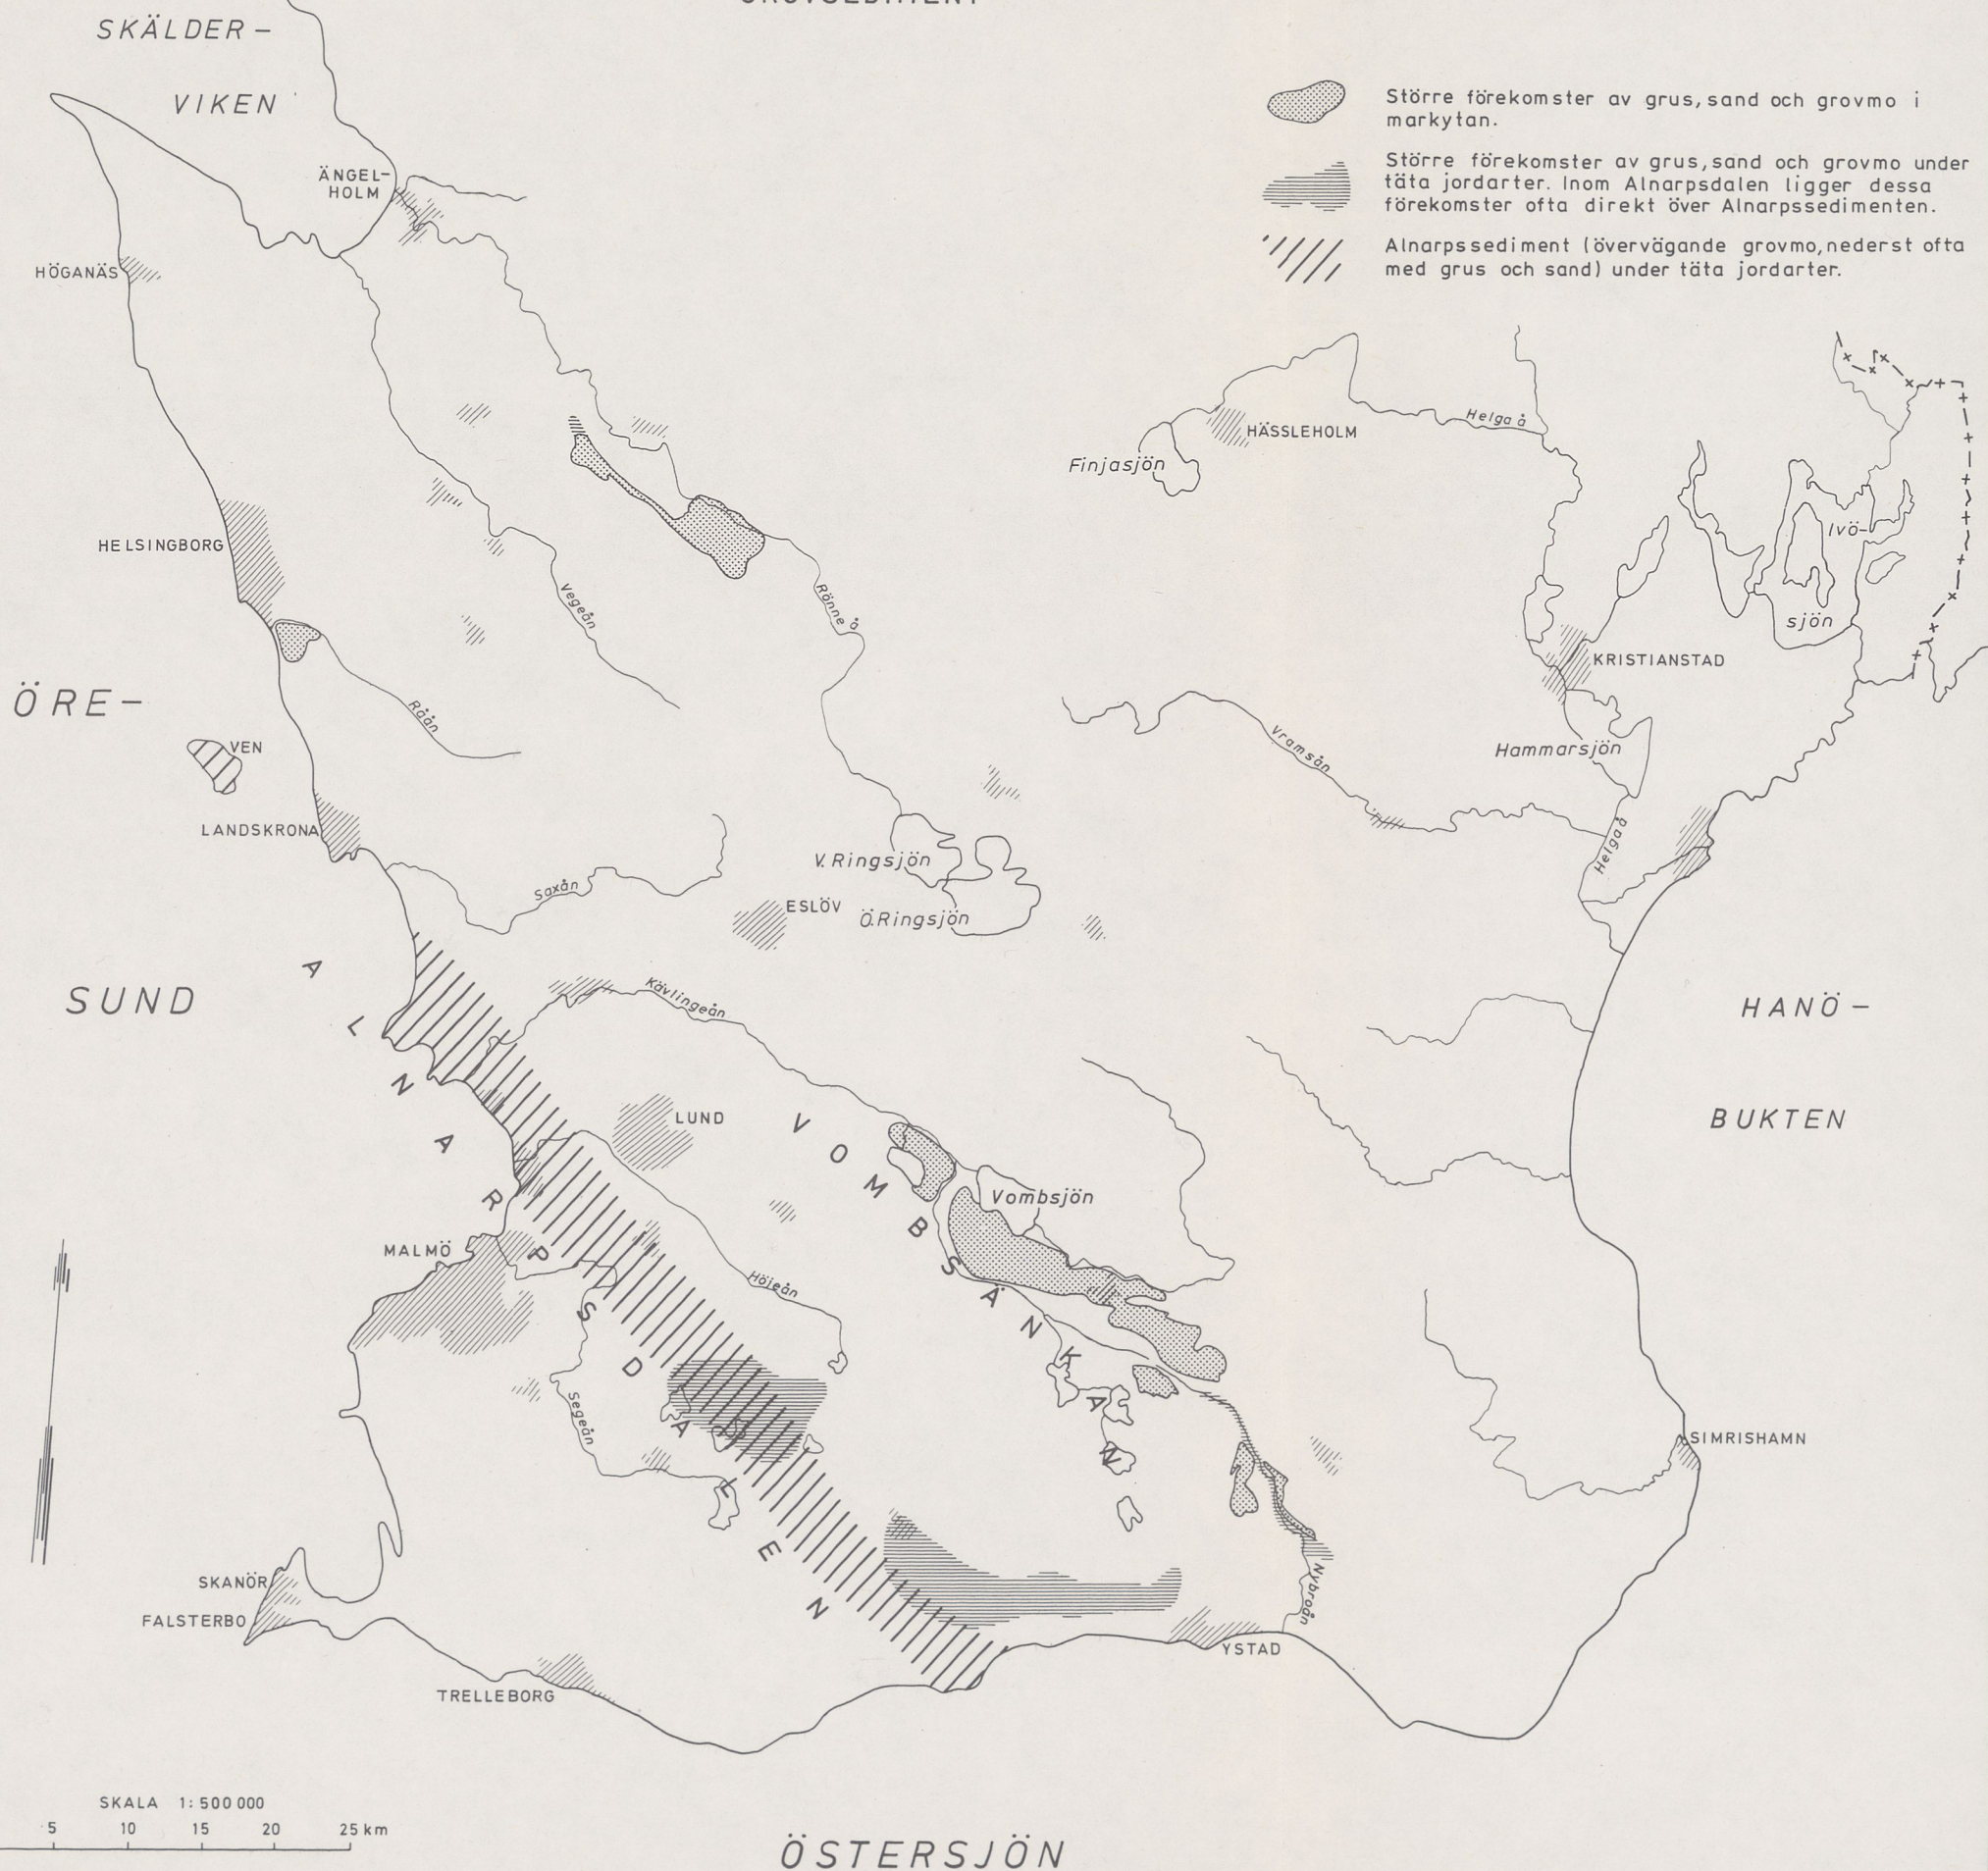 GROVSEDIMENT
SKÄLDER-
VIKEN
Större förekomster av grus, sand och grovmo i
markytan.
Större förekomster av grus, sand och grovmo under
täta jordarter. Inom Alnarpsdalen ligger dessa
förekomster ofta direkt över Alnarpssedimenten.
Alnarpssediment (övervägande grovmo, nederst ofta
med grus och sand) under täta jordarter.
ÄNGEL-
HOLM
HÖGANÄS
HÄSSLEHOLM
Helga å
Finjasjön
HELSINGBORG
Ivö-
sjön
Vegeån
Rönne å
KRISTIANSTAD
ÖRE-
Råån
VEN
Vramsån
Hammarsjön
LANDSKRONA
Helgaå
V. Ringsjön
Saxån
ESLÖV
Ö.Ringsjön
SUND
Kävlingeån
HANÖ-
BUKTEN
ALNARPSDALEN
LUND
VOMBSÄNKAN
Vombsjön
MALMÖ
Höjeån
Segeån
SIMRISHAMN
SKANÖR
FALSTERBO
Nybroån
YSTAD
TRELLEBORG
SKALA 1:500 000
5 10 15 20 25 km
ÖSTERSJÖN